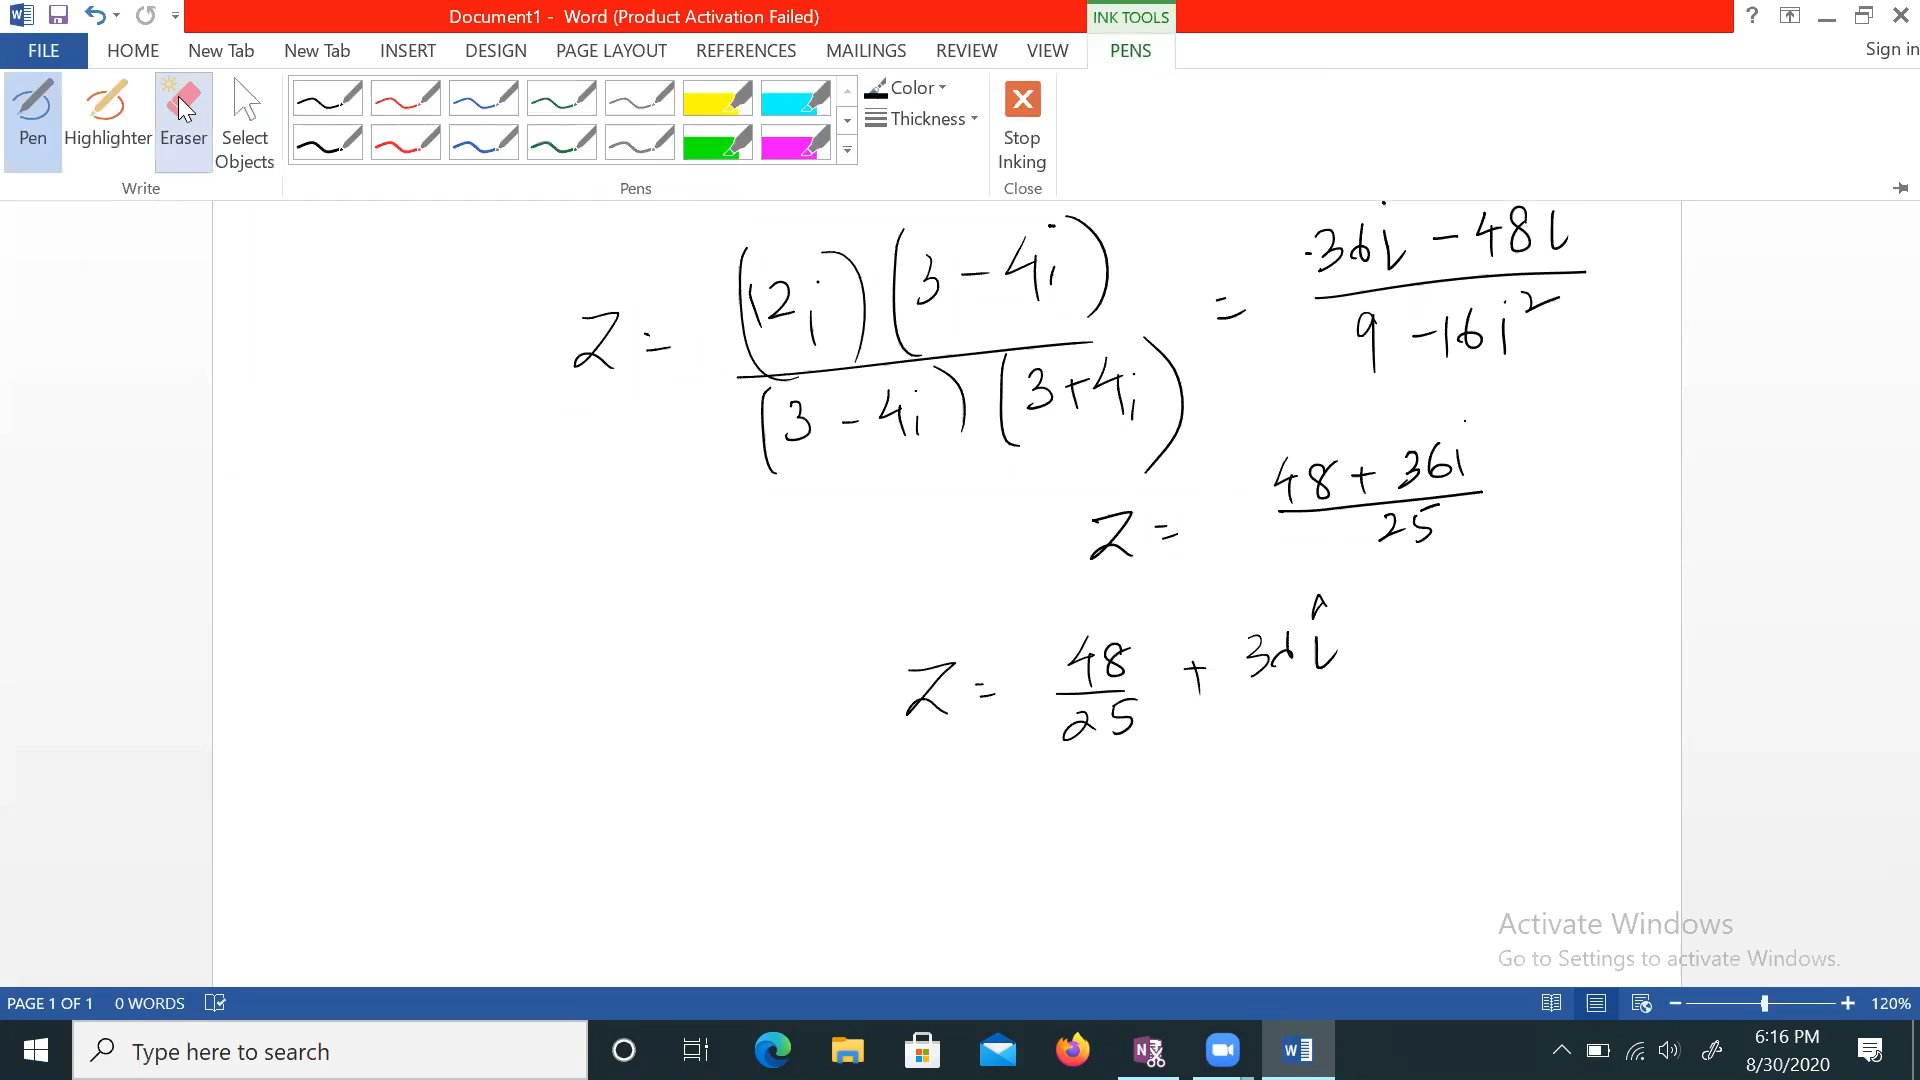 Document1 - Word (Product Activation Failed)
INK TOOLS
FILE HOME New Tab New Tab INSERT DESIGN PAGE LAYOUT REFERENCES MAILINGS REVIEW VIEW PENS Sign in
Pen Highlighter Eraser Select Objects
Color
Thickness
Stop Inking
Write Pens Close
Z = (12i)(3-4i) / (3-4i)(3+4i) = 36i - 48i / 9 - 16i²
Z = 48 + 36i / 25
Z = 48/25 + 36i
Activate Windows
Go to Settings to activate Windows.
PAGE 1 OF 1 0 WORDS 120%
Type here to search
6:16 PM
8/30/2020